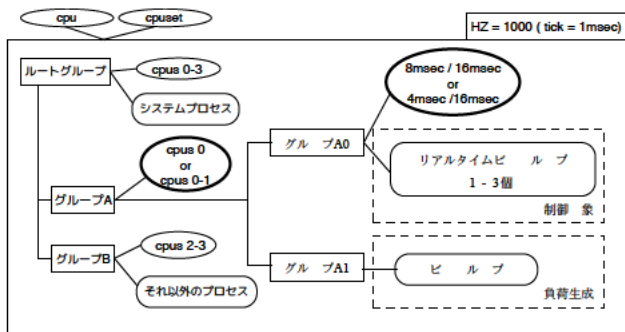 cpu
cpuset
HZ = 1000 ( tick = 1msec)
ルートグループ
cpus 0-3
システムプロセス
8msec / 16msec
or
4msec /16msec
cpus 0
or
cpus 0-1
グループA
グル プA0
リアルタイムビ ル プ
1 - 3個
制御 象
グループB
cpus 2-3
それ以外のプロセス
グル プA1
ビ ル プ
負荷生成